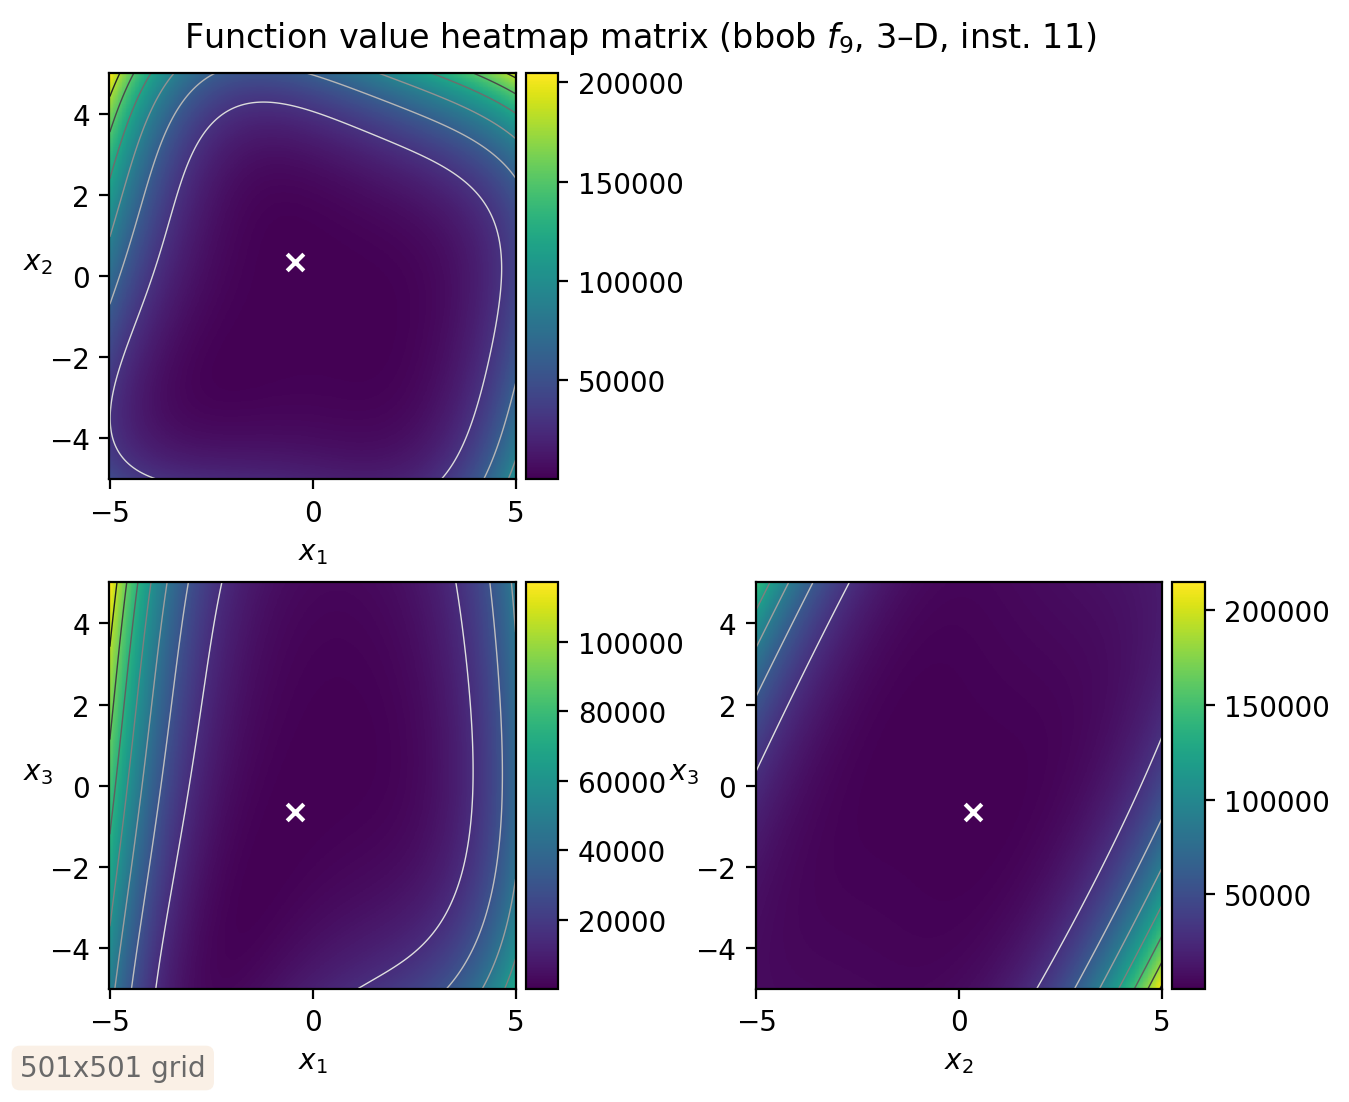 Function value heatmap matrix (bbob f₉, 3–D, inst. 11)
4
2
0
−2
−4
x₂
−5 0 5
x₁
200000
150000
100000
50000
4
2
0
−2
−4
x₃
−5 0 5
x₁
100000
80000
60000
40000
20000
4
2
0
−2
−4
x₃
−5 0 5
x₂
200000
150000
100000
50000
501x501 grid